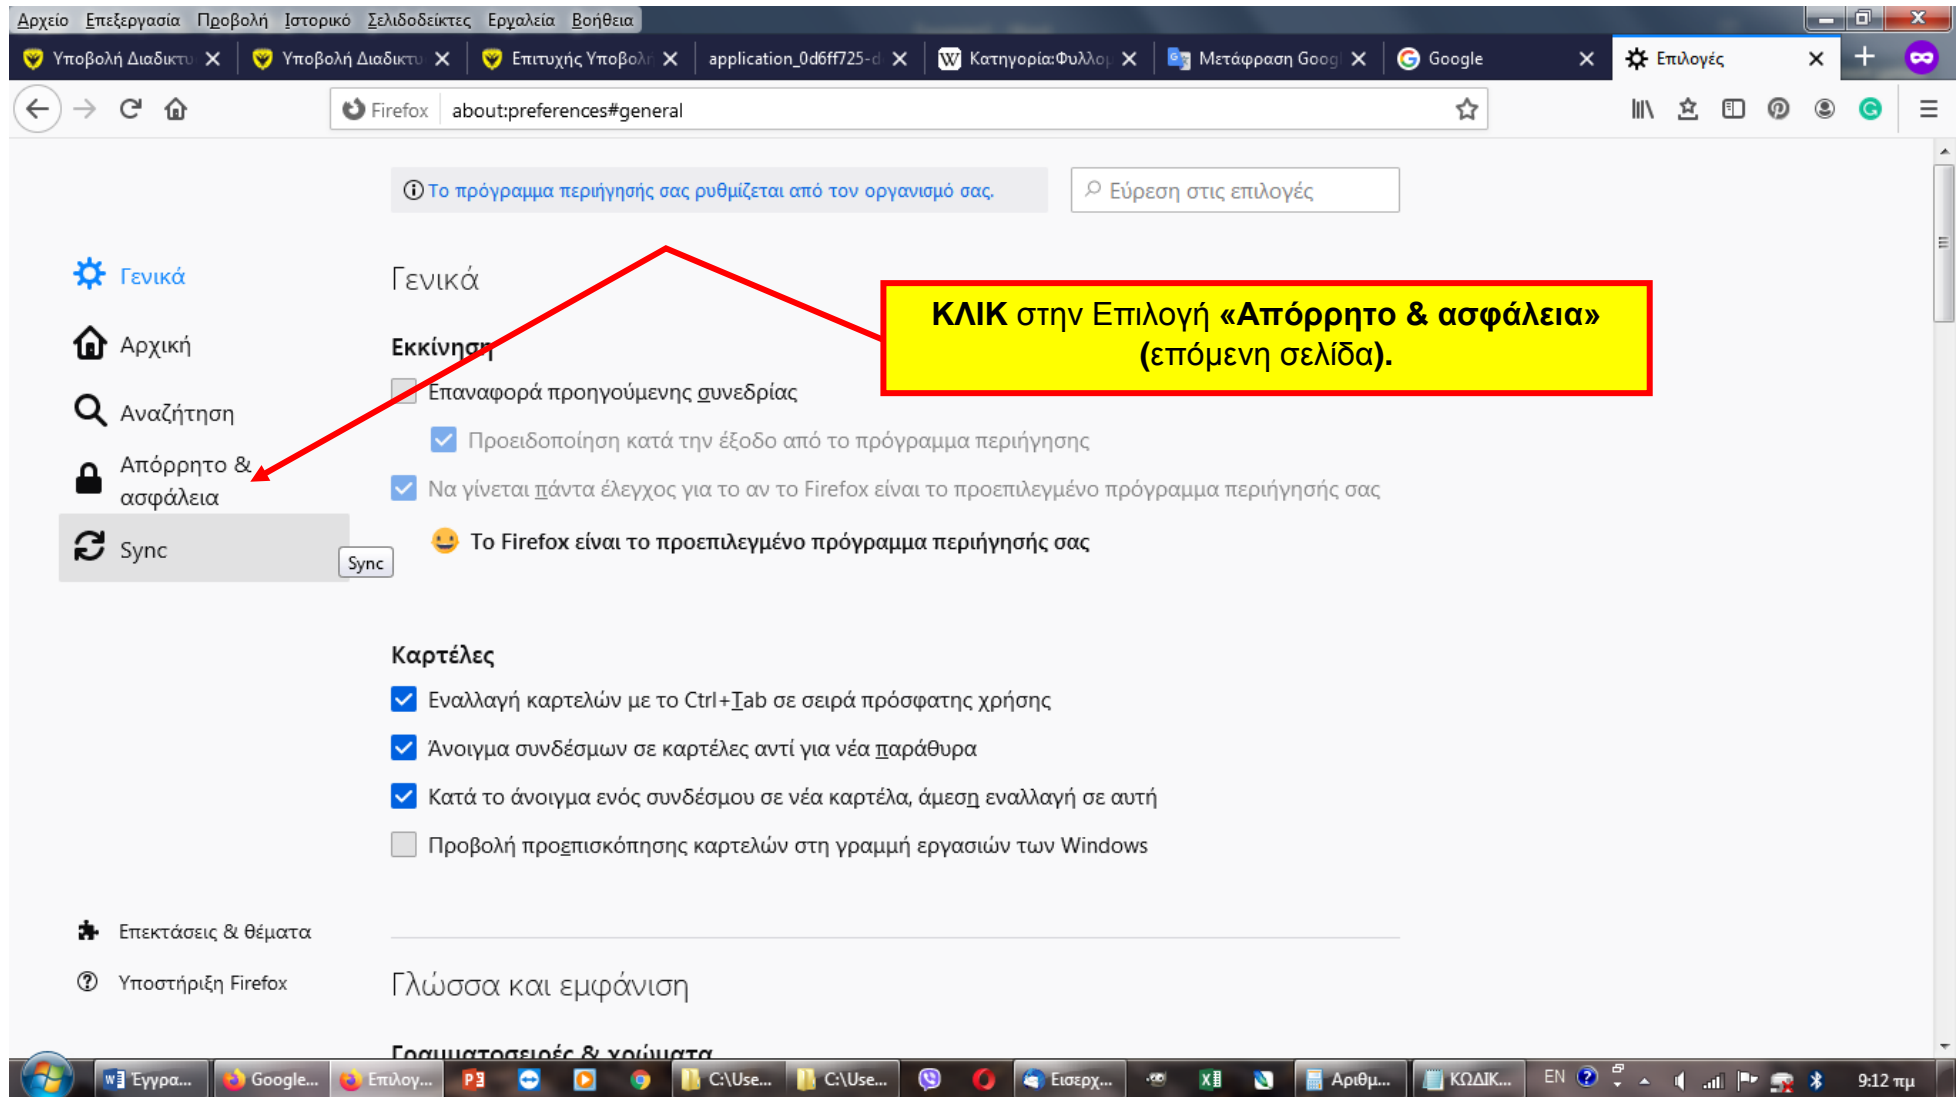 Αρχείο Επεξεργασία Προβολή Ιστορικό Σελιδοδείκτες Εργαλεία Βοήθεια
Υποβολή Διαδικτυ Υποβολή Διαδικτυ Επιτυχής Υποβολή application_0d6ff725-d Κατηγορία:Φυλλομ Μετάφραση Googl Google Επιλογές
Firefox about:preferences#general
Το πρόγραμμα περιήγησής σας ρυθμίζεται από τον οργανισμό σας. Εύρεση στις επιλογές
Γενικά
Αρχική
Αναζήτηση
Απόρρητο &
ασφάλεια
Sync
Sync
Επεκτάσεις & θέματα
Υποστήριξη Firefox
Γενικά
ΚΛΙΚ στην Επιλογή «Απόρρητο & ασφάλεια»
(επόμενη σελίδα).
Εκκίνηση
Επαναφορά προηγούμενης συνεδρίας
Προειδοποίηση κατά την έξοδο από το πρόγραμμα περιήγησης
Να γίνεται πάντα έλεγχος για το αν το Firefox είναι το προεπιλεγμένο πρόγραμμα περιήγησής σας
Το Firefox είναι το προεπιλεγμένο πρόγραμμα περιήγησής σας
Καρτέλες
Εναλλαγή καρτελών με το Ctrl+Tab σε σειρά πρόσφατης χρήσης
Άνοιγμα συνδέσμων σε καρτέλες αντί για νέα παράθυρα
Κατά το άνοιγμα ενός συνδέσμου σε νέα καρτέλα, άμεση εναλλαγή σε αυτή
Προβολή προεπισκόπησης καρτελών στη γραμμή εργασιών των Windows
Γλώσσα και εμφάνιση
Γραμματοσειρές & χρώματα
Έγγρα... Google... Επιλογ... C:\Use... C:\Use... Εισερχ... Αριθμ... ΚΩΔΙΚ... EN 9:12 πμ